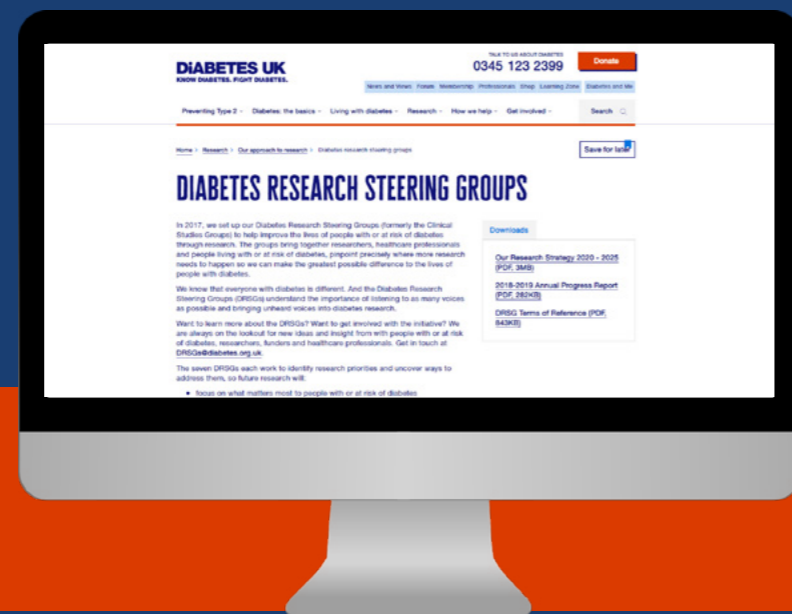 TALK TO US ABOUT DIABETES
DiABETES UK
KNOW DIABETES. FIGHT DIABETES.
0345 123 2399
Donate
News and Views Forum Membership Professionals Shop Learning Zone Diabetes and Me
Preventing Type 2 Diabetes: the basics Living with diabetes Research How we help Get involved Search
Home > Research > Our approach to research > Diabetes research steering groups
Save for later
DIABETES RESEARCH STEERING GROUPS
In 2017, we set up our Diabetes Research Steering Groups (formerly the Clinical
Studies Groups) to help improve the lives of people with or at risk of diabetes
through research. The groups bring together researchers, healthcare professionals
and people living with or at risk of diabetes, pinpoint precisely where more research
needs to happen so we can make the greatest possible difference to the lives of
people with diabetes.
We know that everyone with diabetes is different. And the Diabetes Research
Steering Groups (DRSGs) understand the importance of listening to as many voices
as possible and bringing unheard voices into diabetes research.
Want to learn more about the DRSGs? Want to get involved with the initiative? We
are always on the lookout for new ideas and insight from with people with or at risk
of diabetes, researchers, funders and healthcare professionals. Get in touch at
DRSGs@diabetes.org.uk.
The seven DRSGs each work to identify research priorities and uncover ways to
address them, so future research will:
• focus on what matters most to people with or at risk of diabetes
Downloads
Our Research Strategy 2020 - 2025
(PDF, 3MB)
2018-2019 Annual Progress Report
(PDF, 282KB)
DRSG Terms of Reference (PDF,
843KB)